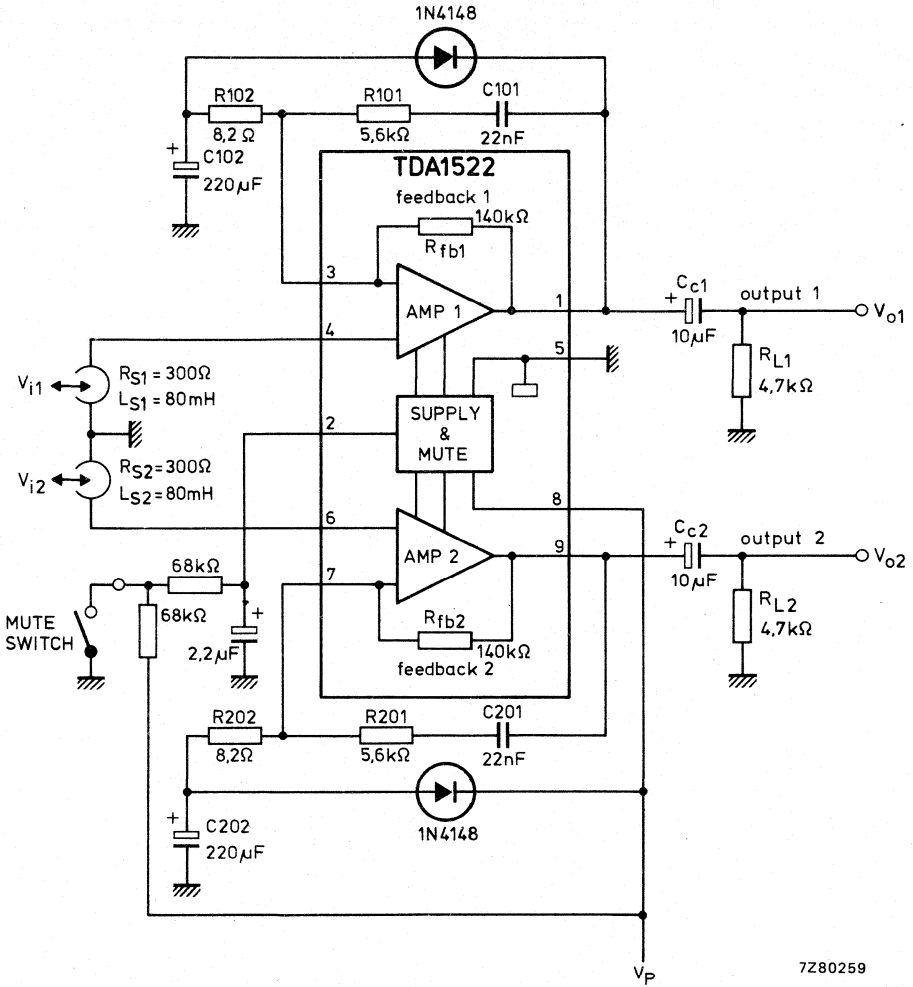 1N4148
R102
8,2 Ω
R101
5,6kΩ
C101
22nF
+
C102
220µF
TDA1522
feedback 1
140kΩ
Rfb1
3
AMP 1
1
4
+
Cc1
10µF
output 1
Vo1
RL1
4,7kΩ
5
Vi1
RS1=300Ω
LS1=80mH
SUPPLY
&
MUTE
2
Vi2
RS2=300Ω
LS2=80mH
8
6
AMP 2
9
+
Cc2
10µF
output 2
Vo2
RL2
4,7kΩ
7
68kΩ
68kΩ
MUTE
SWITCH
+
2,2µF
Rfb2
140kΩ
feedback 2
R202
8,2Ω
R201
5,6kΩ
C201
22nF
1N4148
+
C202
220µF
VP
7Z80259